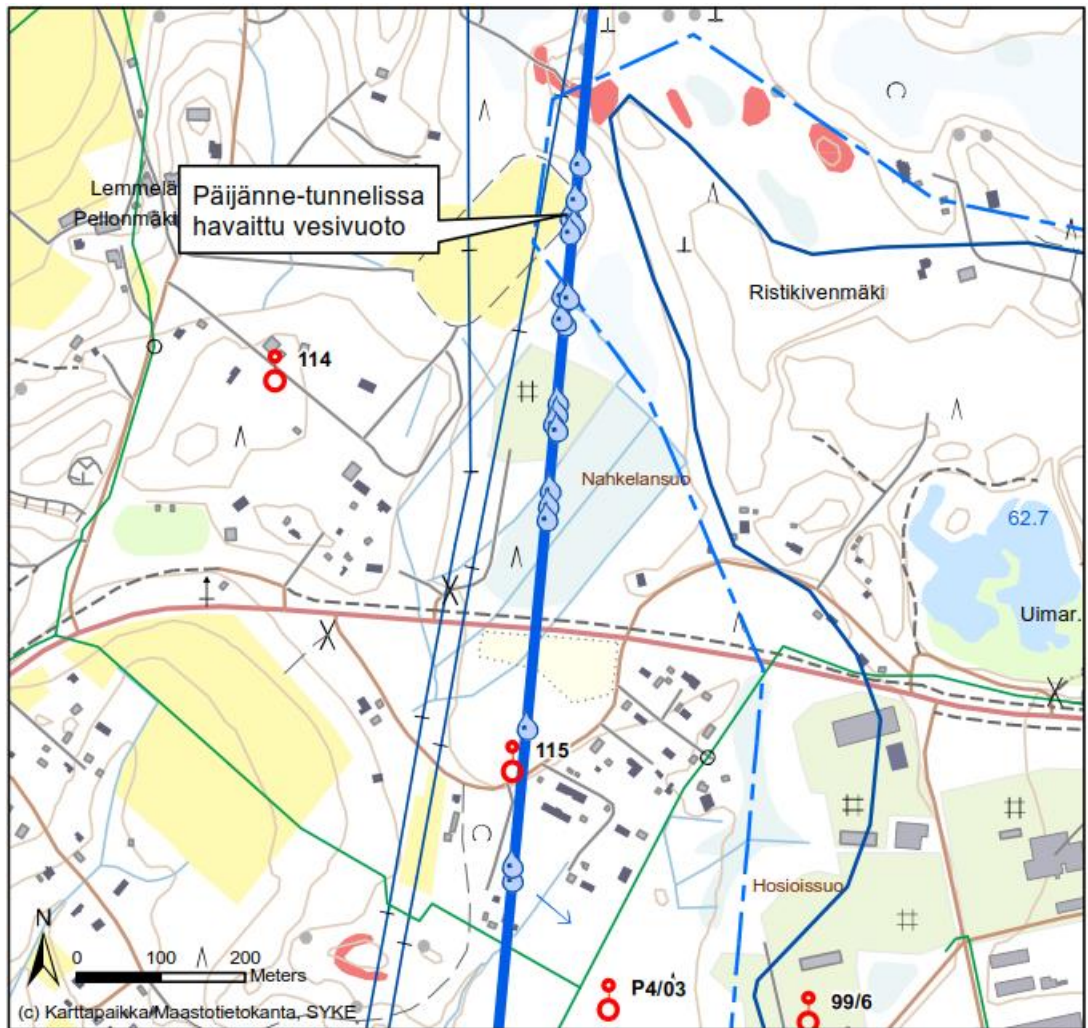 Lemmelä
Pellonmäki
Päijänne-tunnelissa
havaittu vesivuoto
Ristikivenmäki
114
Nahkelansuo
62.7
Uimar.
115
Hosioissuo
N
0 100 200
Meters
P4/03
99/6
(c) Karttapaikka/Maastotietokanta, SYKE